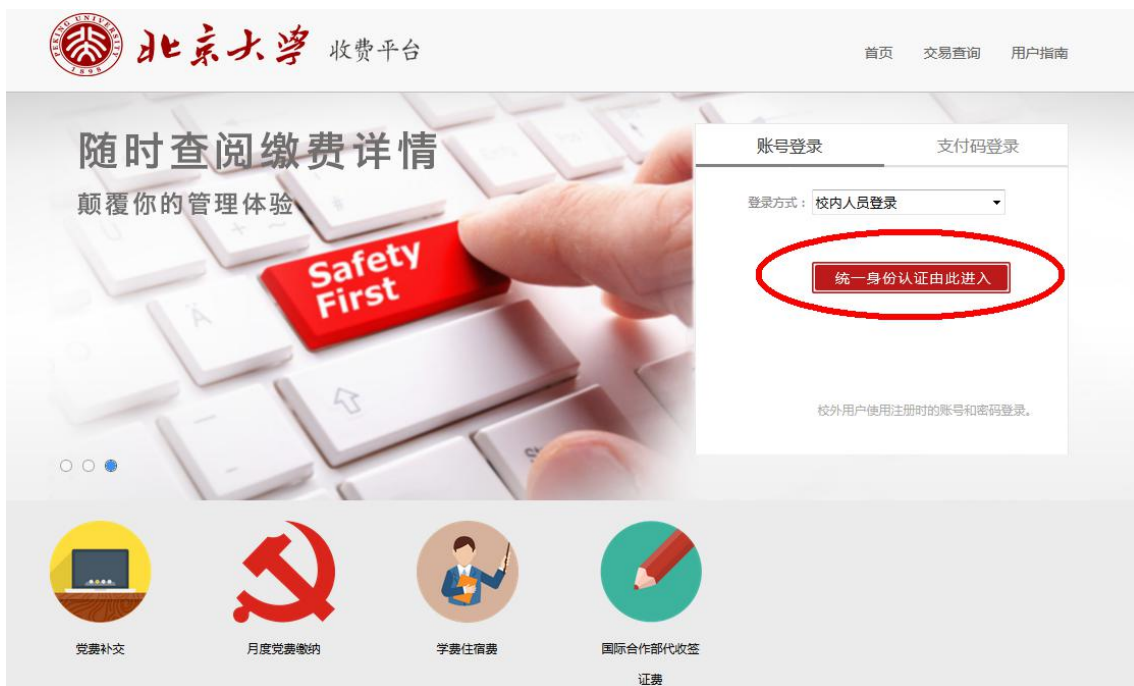 PEKING UNIVERSITY
1898
北京大学 收费平台
首页 交易查询 用户指南
随时查阅缴费详情
颠覆你的管理体验
Safety
First
账号登录 支付码登录
登录方式： 校内人员登录
统一身份认证由此进入
校外用户使用注册时的账号和密码登录。
党费补交
月度党费缴纳
学费住宿费
国际合作部代收签
证费